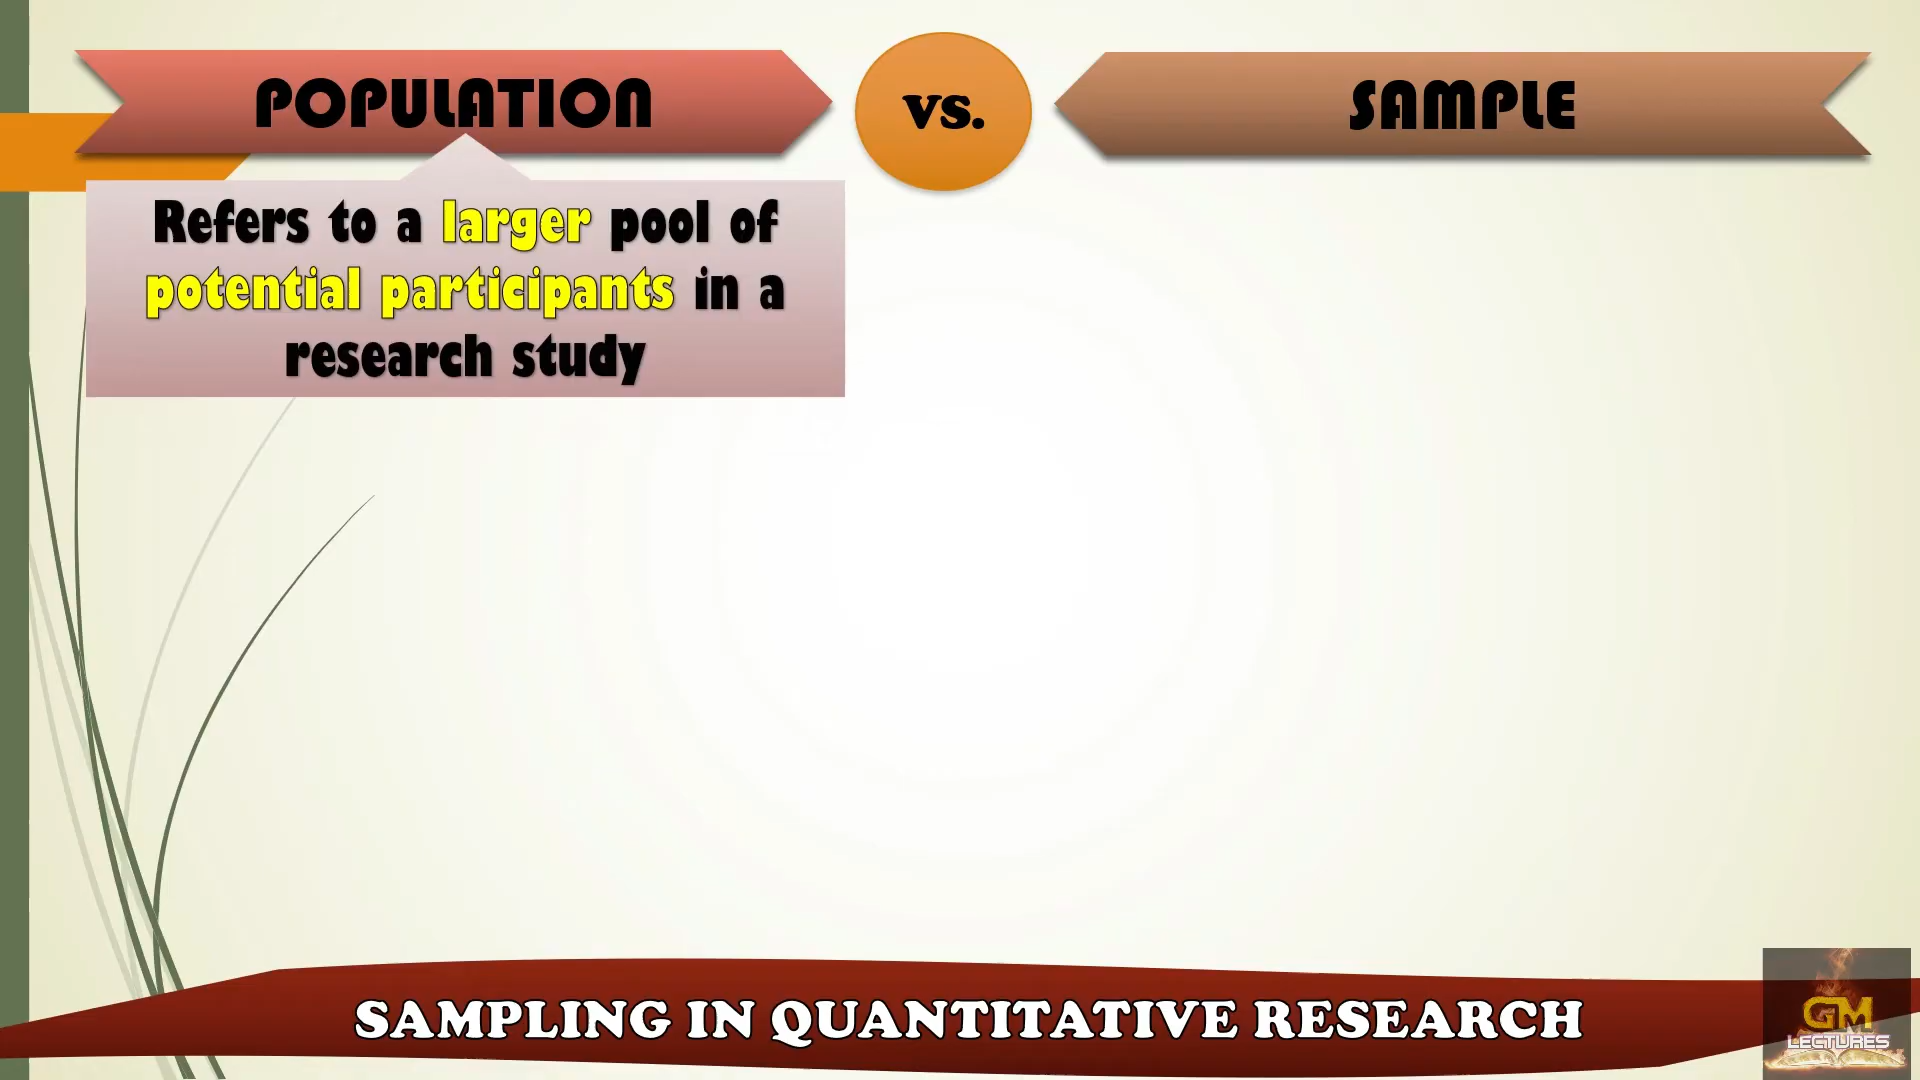 POPULATION
vs.
SAMPLE
Refers to a larger pool of
potential participants in a
research study
SAMPLING IN QUANTITATIVE RESEARCH
GM
LECTURES